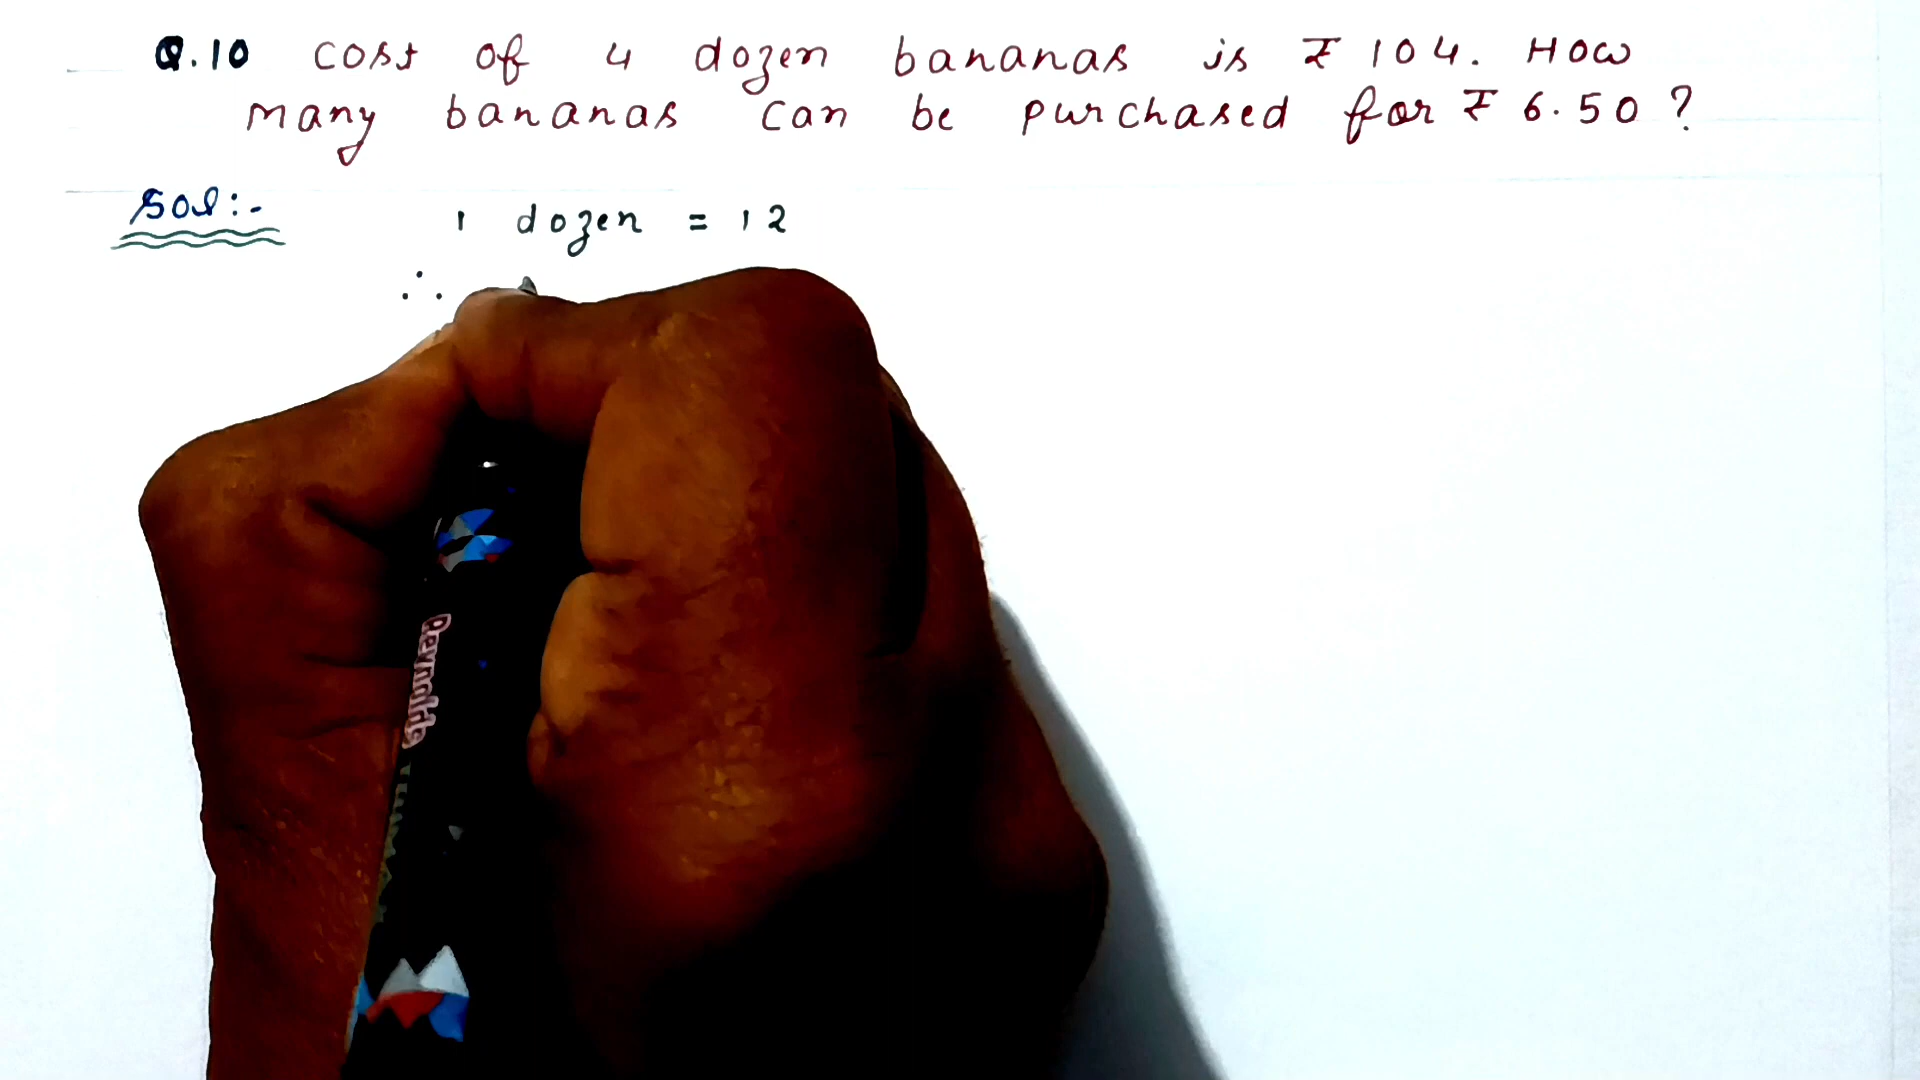 Q.10 Cost of 4 dozen bananas is ₹ 104. How
many bananas can be purchased for ₹ 6.50 ?
Sol:-
1 dozen = 12
∴
Reynolds